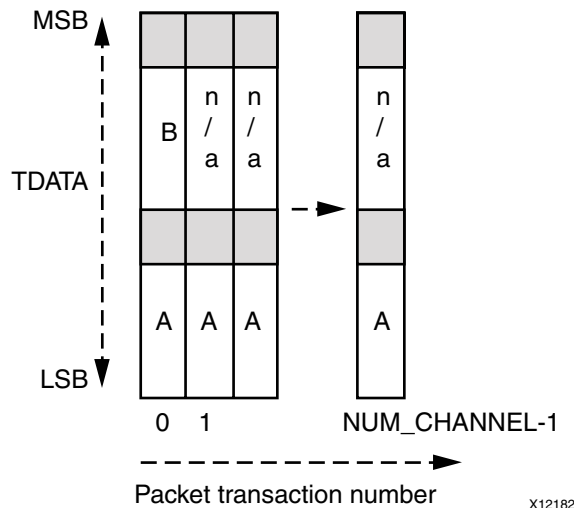 MSB
n
n
n
/
/
/
B
a
a
a
TDATA
A
A
A
A
LSB
0
1
NUM_CHANNEL-1
Packet transaction number
X12182